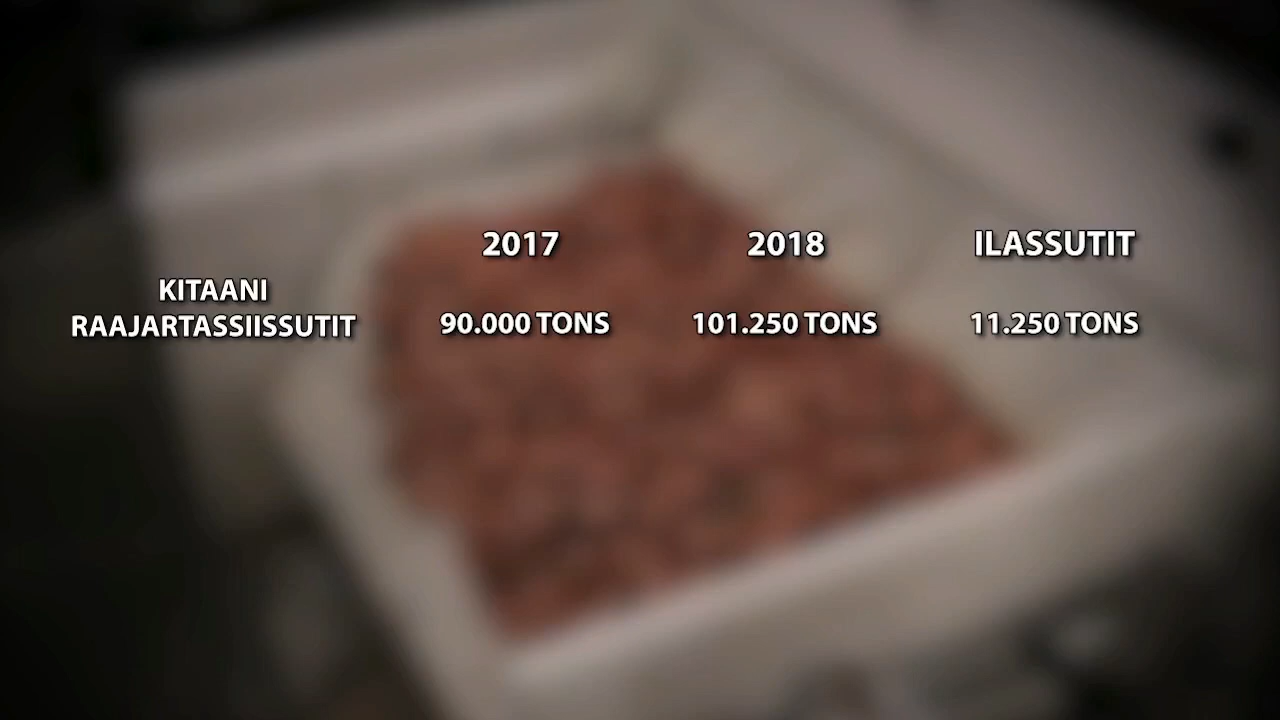 2017 2018 ILASSUTIT
KITAANI
RAAJARTASSIISSUTIT 90.000 TONS 101.250 TONS 11.250 TONS